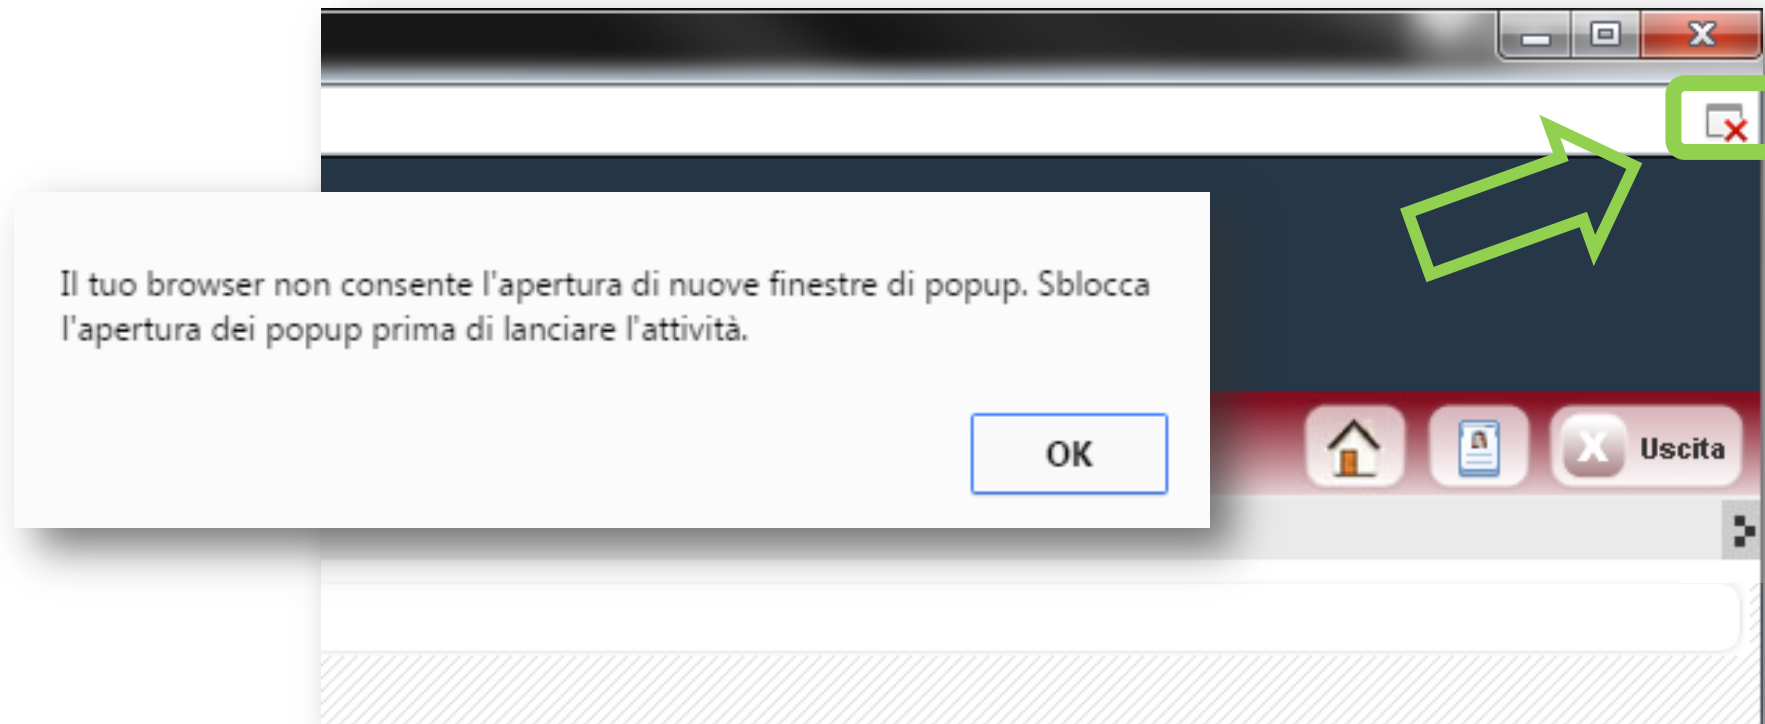 Il tuo browser non consente l'apertura di nuove finestre di popup. Sblocca
l'apertura dei popup prima di lanciare l'attività.
OK
X Uscita